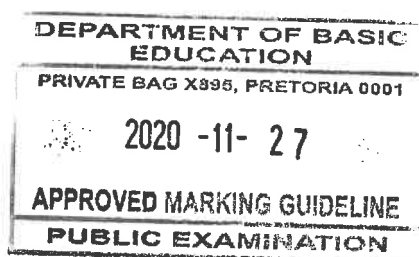 DEPARTMENT OF BASIC
EDUCATION
PRIVATE BAG X895, PRETORIA 0001
2020 -11- 27
APPROVED MARKING GUIDELINE
PUBLIC EXAMINATION